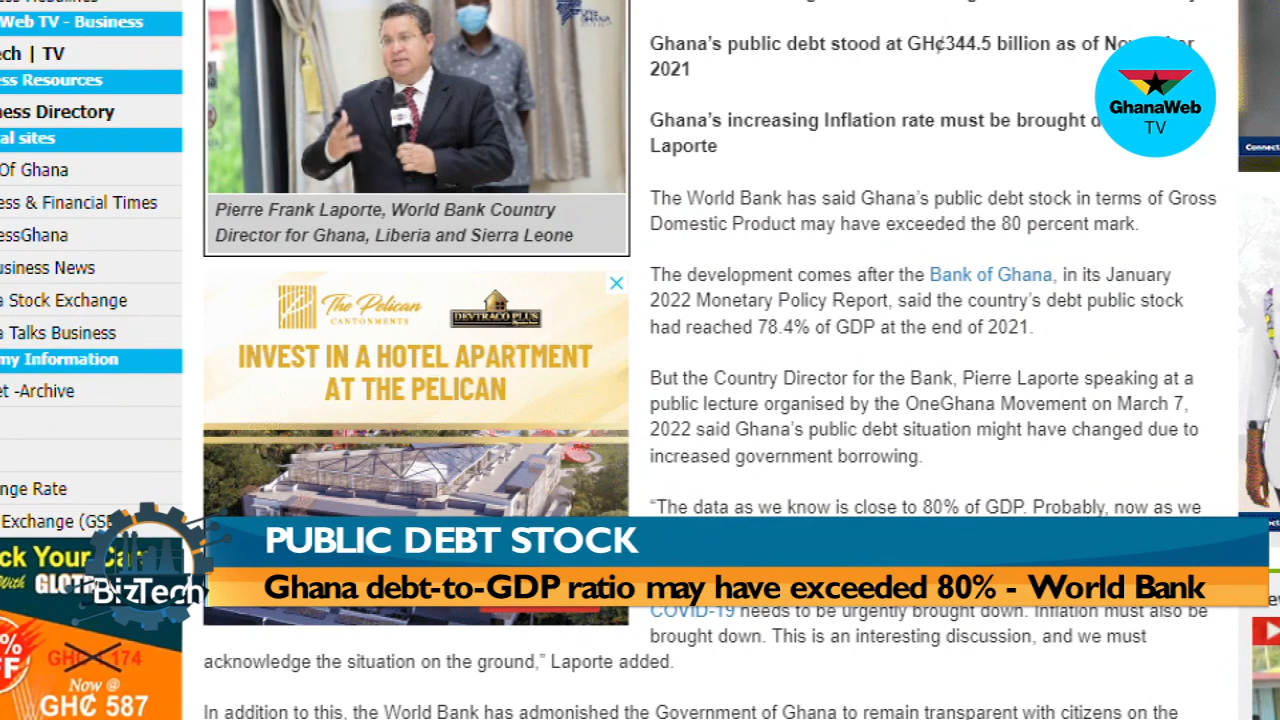 Web TV - Business
ech | TV
ess Resources
ness Directory
al sites
Of Ghana
ess & Financial Times
essGhana
usiness News
a Stock Exchange
a Talks Business
my Information
et -Archive
nge Rate
Exchange (GSE
ck Your
With GLOT
% FF
GH₵ 1,174
Now @
GH₵ 587
Pierre Frank Laporte, World Bank Country
Director for Ghana, Liberia and Sierra Leone
The Pelican
CANTONMENTS
DEVTRACO PLUS
INVEST IN A HOTEL APARTMENT
AT THE PELICAN
Ghana's public debt stood at GH¢344.5 billion as of November
2021
Ghana's increasing Inflation rate must be brought
Laporte
The World Bank has said Ghana's public debt stock in terms of Gross
Domestic Product may have exceeded the 80 percent mark.
The development comes after the Bank of Ghana, in its January
2022 Monetary Policy Report, said the country's debt public stock
had reached 78.4% of GDP at the end of 2021.
But the Country Director for the Bank, Pierre Laporte speaking at a
public lecture organised by the OneGhana Movement on March 7,
2022 said Ghana's public debt situation might have changed due to
increased government borrowing.
“The data as we know is close to 80% of GDP. Probably, now as we
COVID-19 needs to be urgently brought down. Inflation must also be
brought down. This is an interesting discussion, and we must
acknowledge the situation on the ground,” Laporte added.
In addition to this, the World Bank has admonished the Government of Ghana to remain transparent with citizens on the
GhanaWeb
TV
Connect
BizTech
PUBLIC DEBT STOCK
Ghana debt-to-GDP ratio may have exceeded 80% - World Bank